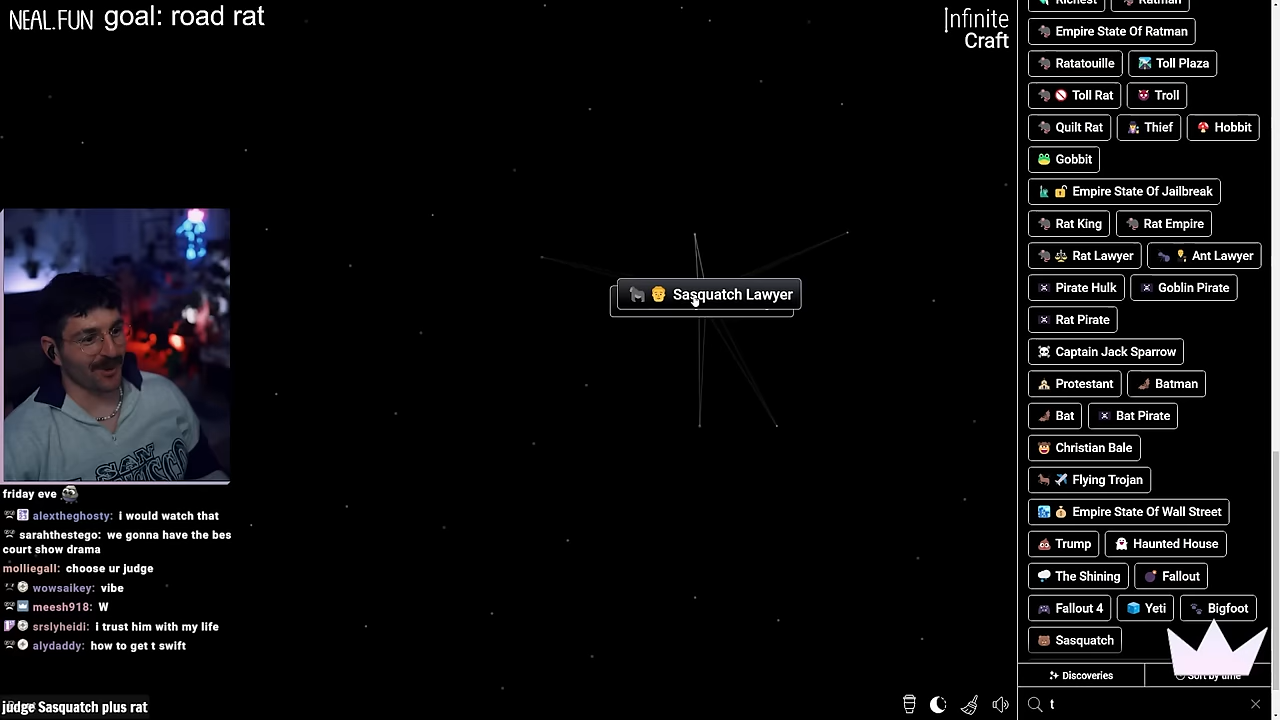 NEAL.FUN goal: road rat
Infinite
Craft
Ratman
Empire State Of Ratman
Ratatouille Toll Plaza
Toll Rat Troll
Quilt Rat Thief Hobbit
Gobbit
Empire State Of Jailbreak
Rat King Rat Empire
Rat Lawyer Ant Lawyer
Pirate Hulk Goblin Pirate
Rat Pirate
Captain Jack Sparrow
Protestant Batman
Bat Bat Pirate
Christian Bale
Flying Trojan
Empire State Of Wall Street
Trump Haunted House
The Shining Fallout
Fallout 4 Yeti Bigfoot
Sasquatch
Discoveries Sort by time
t
Sasquatch Lawyer
friday eve
alextheghosty: i would watch that
sarahthestego: we gonna have the bes
court show drama
molliegall: choose ur judge
wowsaikey: vibe
meesh918: W
srslyheidi: i trust him with my life
alydaddy: how to get t swift
judge Sasquatch plus rat